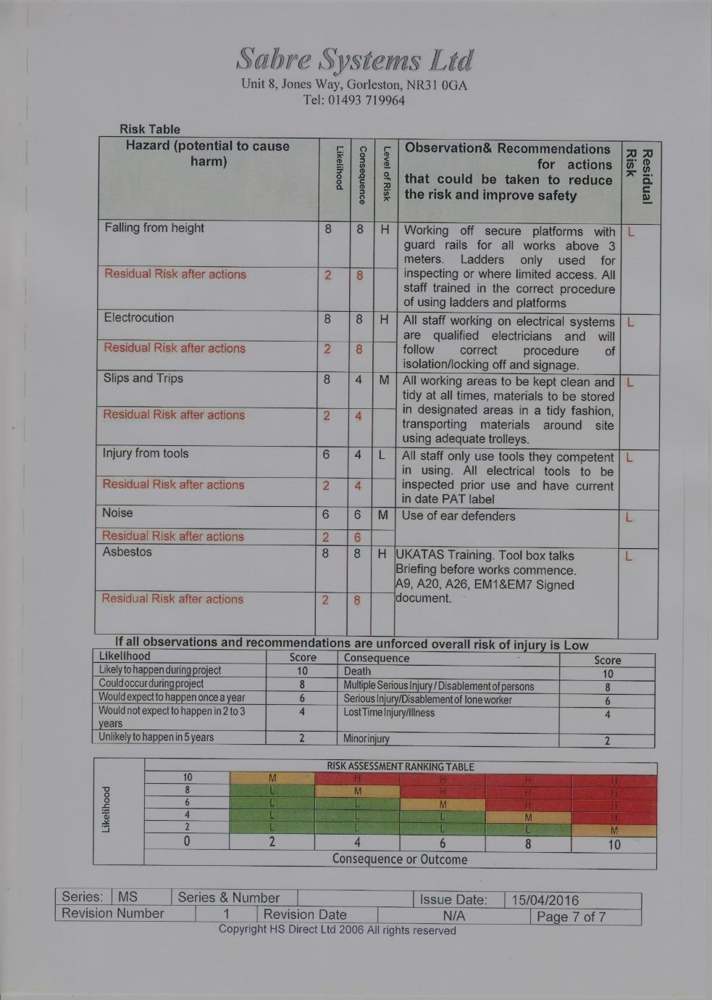 Sabre Systems Ltd
Unit 8, Jones Way, Gorleston, NR31 0GA
Tel: 01493 719964
Risk Table
Hazard (potential to cause harm) Likelihood Consequence Level of Risk Observation& Recommendations for actions that could be taken to reduce the risk and improve safety Residual Risk
Falling from height 8 8 H Working off secure platforms with L
guard rails for all works above 3
meters. Ladders only used for
Residual Risk after actions 2 8 inspecting or where limited access. All
staff trained in the correct procedure
of using ladders and platforms
Electrocution 8 8 H All staff working on electrical systems L
are qualified electricians and will
Residual Risk after actions 2 8 follow correct procedure of
isolation/locking off and signage.
Slips and Trips 8 4 M All working areas to be kept clean and L
tidy at all times, materials to be stored
Residual Risk after actions 2 4 in designated areas in a tidy fashion,
transporting materials around site
using adequate trolleys.
Injury from tools 6 4 L All staff only use tools they competent L
in using. All electrical tools to be
Residual Risk after actions 2 4 inspected prior use and have current
in date PAT label
Noise 6 6 M Use of ear defenders L
Residual Risk after actions 2 6
Asbestos 8 8 H UKATAS Training. Tool box talks L
Briefing before works commence.
A9, A20, A26, EM1&EM7 Signed
Residual Risk after actions 2 8 document.
If all observations and recommendations are unforced overall risk of injury is Low
Likelihood Score Consequence Score
Likely to happen during project 10 Death 10
Could occur during project 8 Multiple Serious Injury / Disablement of persons 8
Would expect to happen once a year 6 Serious Injury/Disablement of lone worker 6
Would not expect to happen in 2 to 3 4 Lost Time Injury/Illness 4
years
Unlikely to happen in 5 years 2 Minor injury 2
RISK ASSESSMENT RANKING TABLE
Likelihood
10 M H H H H
8 L M H H H
6 L L M H H
4 L L L M H
2 L L L L M
0 2 4 6 8 10
Consequence or Outcome
Series: MS Series & Number Issue Date: 15/04/2016
Revision Number 1 Revision Date N/A Page 7 of 7
Copyright HS Direct Ltd 2006 All rights reserved